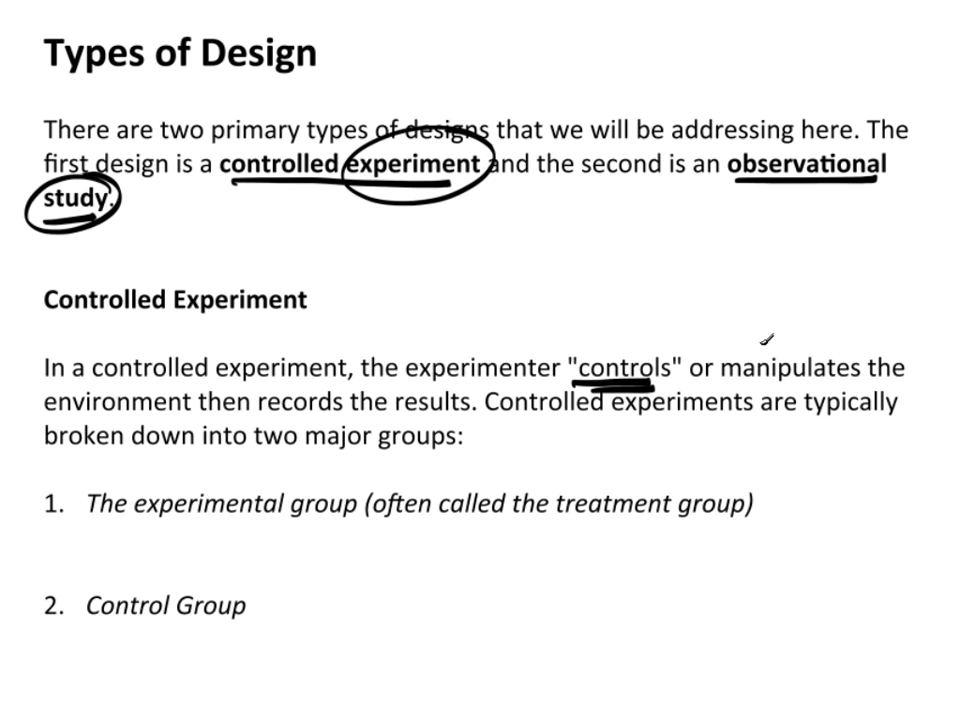 Types of Design
There are two primary types of designs that we will be addressing here. The
first design is a controlled experiment and the second is an observational
study.
Controlled Experiment
In a controlled experiment, the experimenter "controls" or manipulates the
environment then records the results. Controlled experiments are typically
broken down into two major groups:
1. The experimental group (often called the treatment group)
2. Control Group